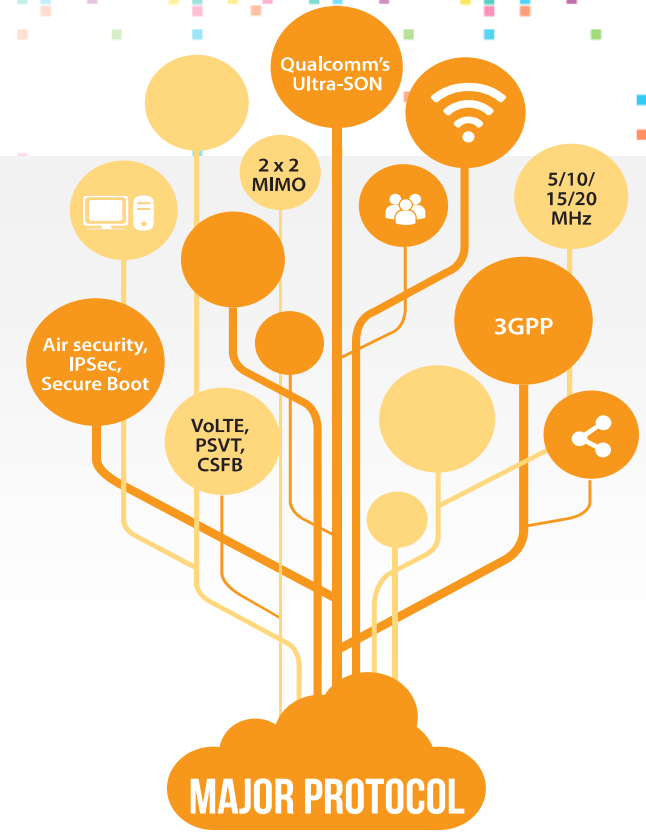 Qualcomm's
Ultra-SON
2 x 2
MIMO
5/10/
15/20
MHz
3GPP
Air security,
IPSec,
Secure Boot
VoLTE,
PSVT,
CSFB
MAJOR PROTOCOL